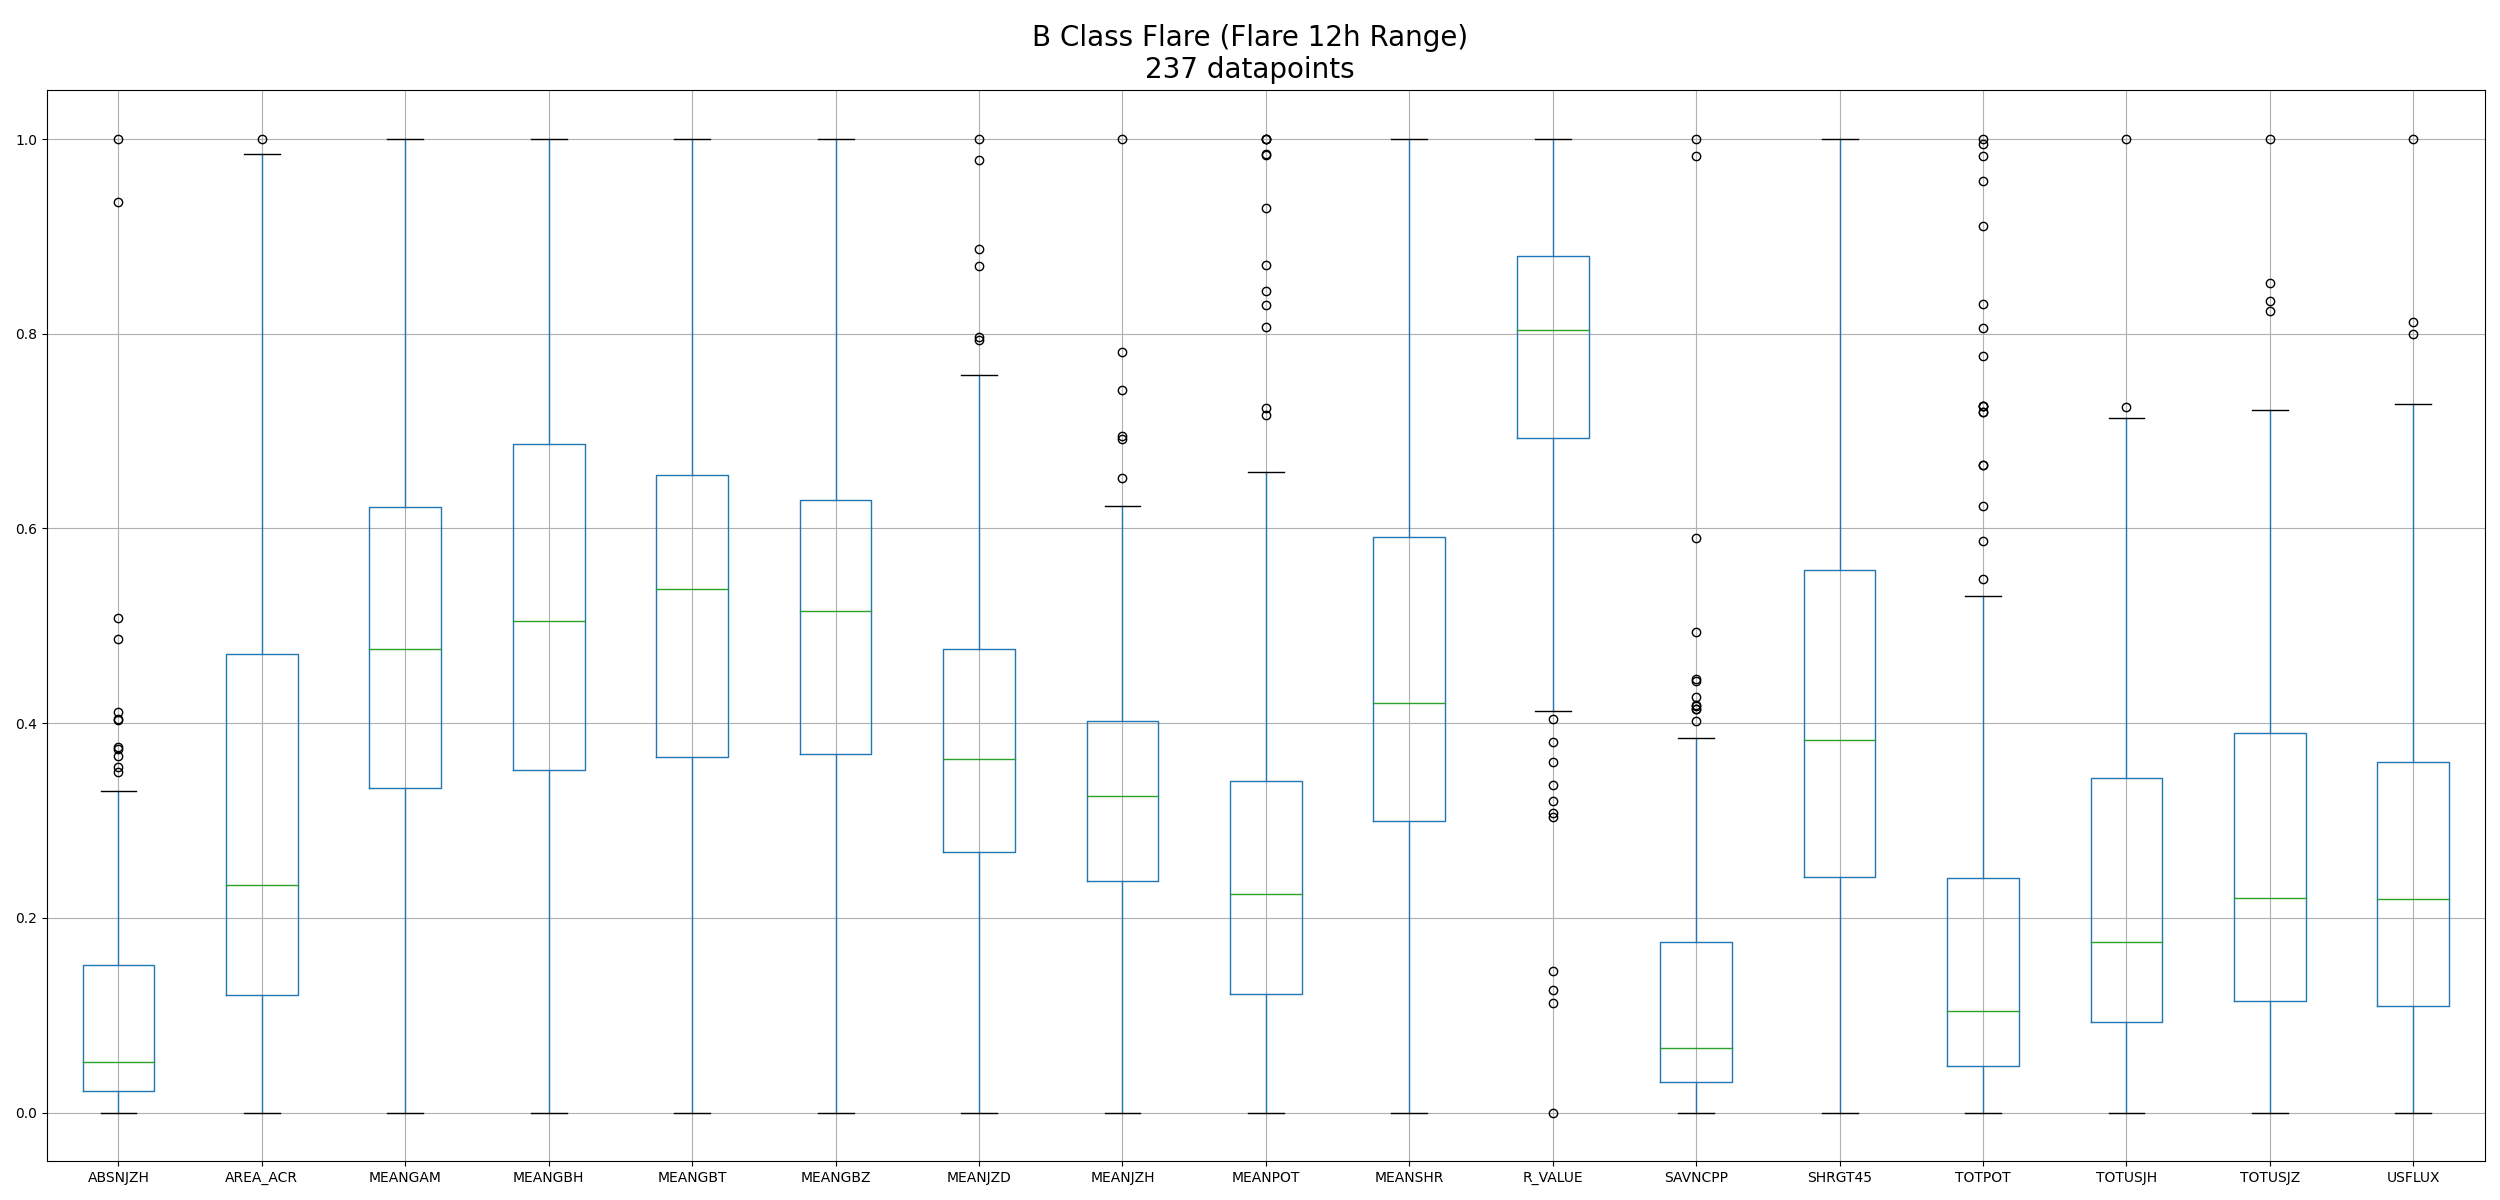 B Class Flare (Flare 12h Range)
237 datapoints
1.0
0.8
0.6
0.4
0.2
0.0
ABSNJZH AREA_ACR MEANGAM MEANGBH MEANGBT MEANGBZ MEANJZD MEANJZH MEANPOT MEANSHR R_VALUE SAVNCPP SHRGT45 TOTPOT TOTUSJH TOTUSJZ USFLUX